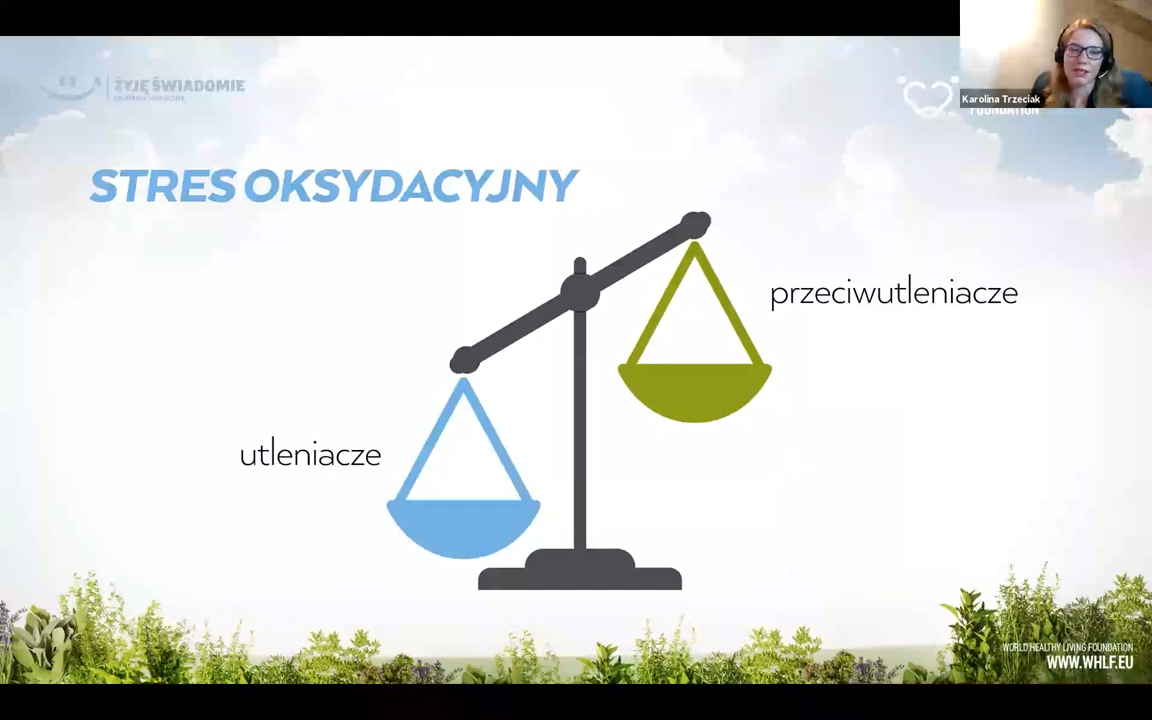 ŻYJĘ ŚWIADOMIE
Karolina Trzeciak
FOUNDATION
STRES OKSYDACYJNY
przeciwutleniacze
utleniacze
WORLD HEALTHY LIVING FOUNDATION
WWW.WHLF.EU